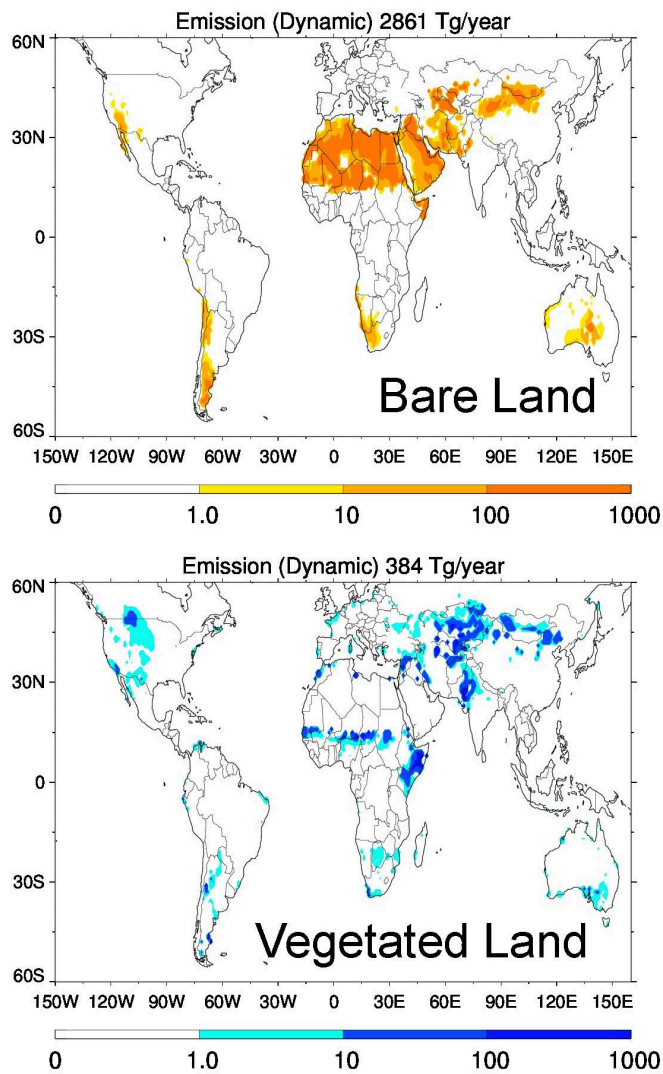 Emission (Dynamic) 2861 Tg/year
60N
30N
0
30S
60S
Bare Land
150W 120W 90W 60W 30W 0 30E 60E 90E 120E 150E
0 1.0 10 100 1000
Emission (Dynamic) 384 Tg/year
60N
30N
0
30S
60S
Vegetated Land
150W 120W 90W 60W 30W 0 30E 60E 90E 120E 150E
0 1.0 10 100 1000